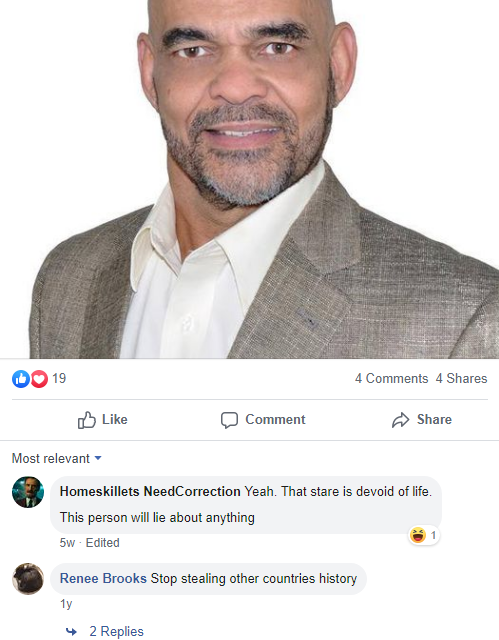 19
4 Comments 4 Shares
Like Comment Share
Most relevant
Homeskillets NeedCorrection Yeah. That stare is devoid of life.
This person will lie about anything
1
5w · Edited
Renee Brooks Stop stealing other countries history
1y
2 Replies